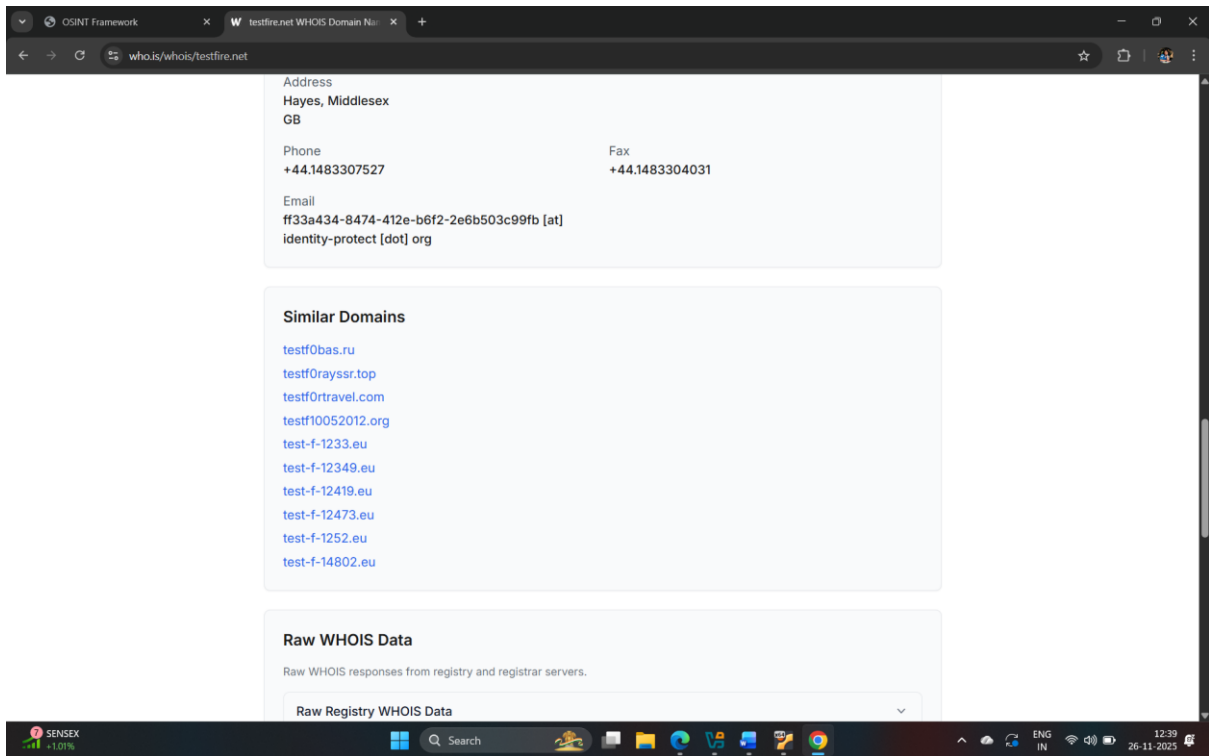 OSINT Framework
testfire.net WHOIS Domain Nan
who.is/whois/testfire.net
Address
Hayes, Middlesex
GB
Phone
+44.1483307527
Fax
+44.1483304031
Email
ff33a434-8474-412e-b6f2-2e6b503c99fb [at]
identity-protect [dot] org
Similar Domains
testf0bas.ru
testf0rayssr.top
testf0rtravel.com
testf10052012.org
test-f-1233.eu
test-f-12349.eu
test-f-12419.eu
test-f-12473.eu
test-f-1252.eu
test-f-14802.eu
Raw WHOIS Data
Raw WHOIS responses from registry and registrar servers.
Raw Registry WHOIS Data
7
SENSEX
+1.01%
Search
ENG
IN
12:39
26-11-2025